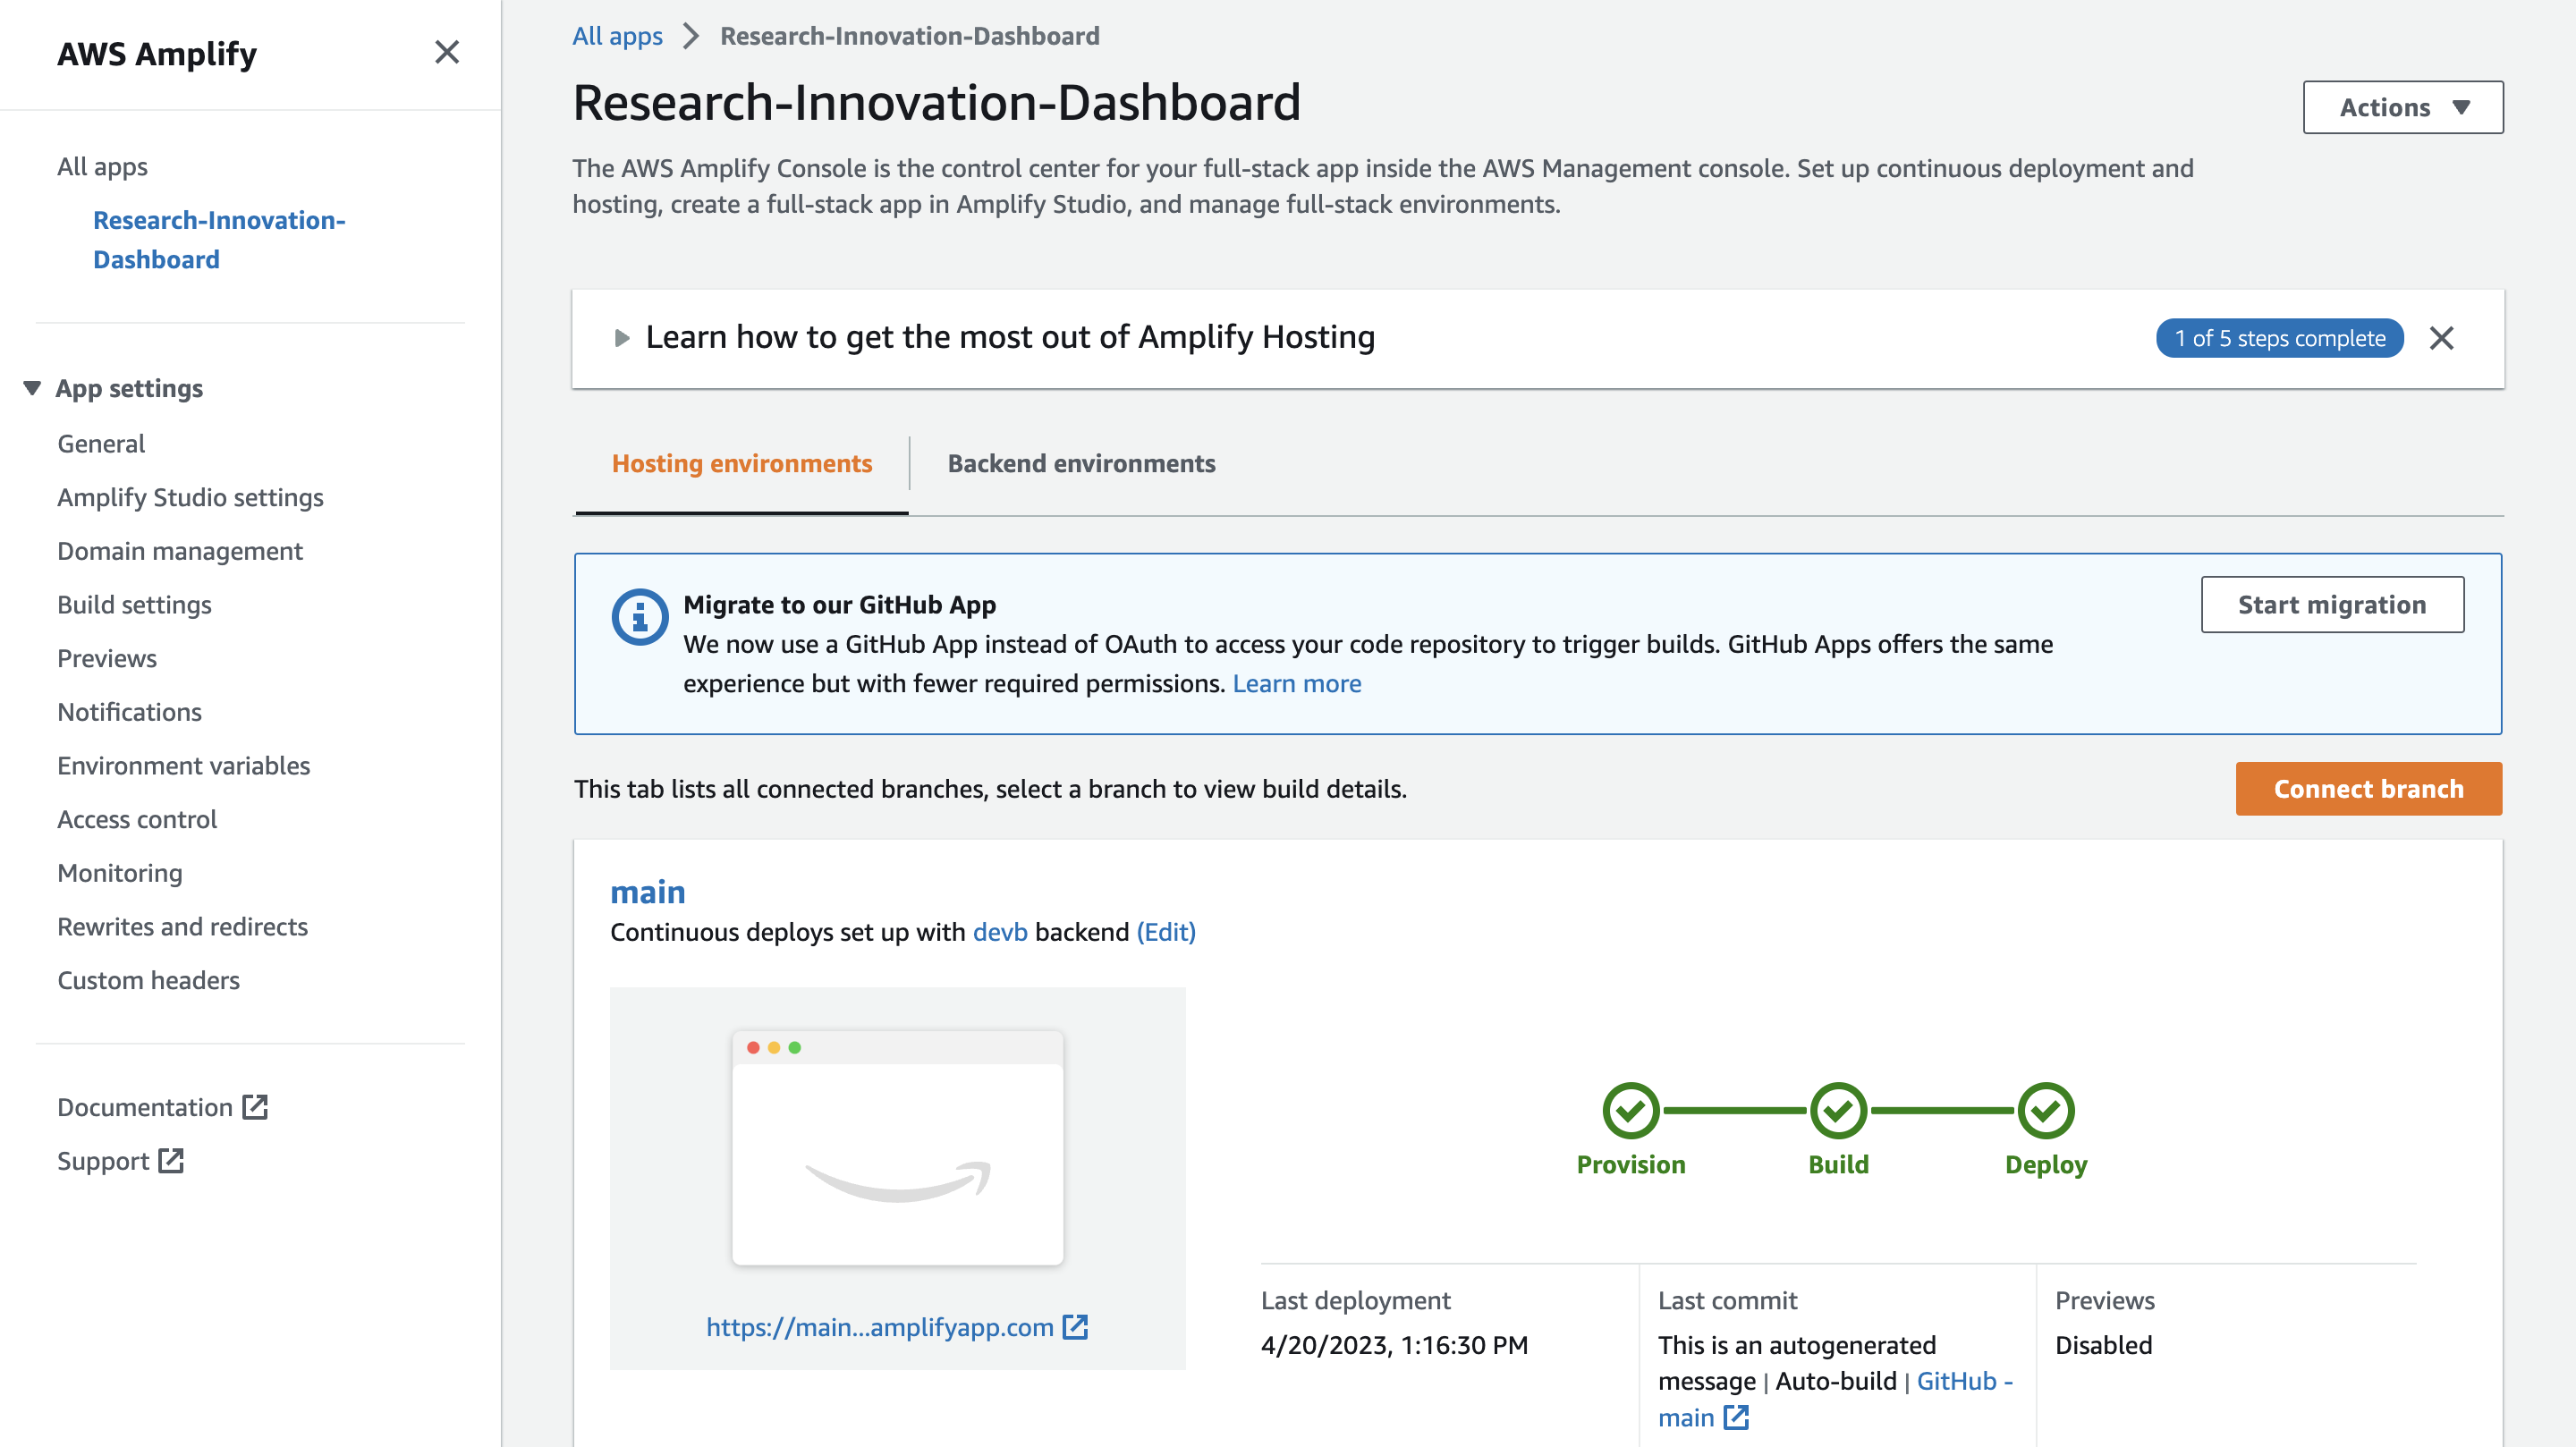 AWS Amplify
All apps
Research-Innovation-
Dashboard
App settings
General
Amplify Studio settings
Domain management
Build settings
Previews
Notifications
Environment variables
Access control
Monitoring
Rewrites and redirects
Custom headers
Documentation
Support
All apps
Research-Innovation-Dashboard
Research-Innovation-Dashboard
Actions
The AWS Amplify Console is the control center for your full-stack app inside the AWS Management console. Set up continuous deployment and
hosting, create a full-stack app in Amplify Studio, and manage full-stack environments.
Learn how to get the most out of Amplify Hosting
1 of 5 steps complete
Hosting environments
Backend environments
Migrate to our GitHub App
Start migration
We now use a GitHub App instead of OAuth to access your code repository to trigger builds. GitHub Apps offers the same
experience but with fewer required permissions. Learn more
This tab lists all connected branches, select a branch to view build details.
Connect branch
main
Continuous deploys set up with devb backend (Edit)
https://main...amplifyapp.com
Provision
Build
Deploy
Last deployment
4/20/2023, 1:16:30 PM
Last commit
This is an autogenerated
message | Auto-build | GitHub -
main
Previews
Disabled